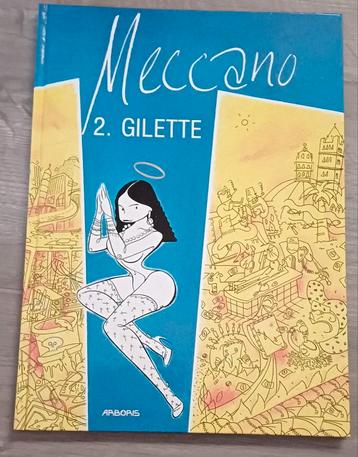 Meccano
2. GILETTE
ARBORIS